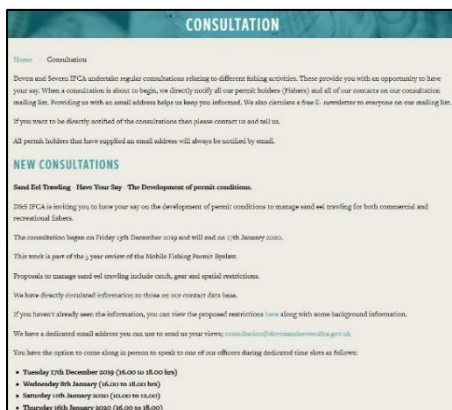 CONSULTATION
Home Consultation
Devon and Severn IFCA undertake regular consultations relating to different fishing activities. These provide you with an opportunity to have
your say. When a consultation is about to begin, we directly notify all our permit holders (Fishers) and all of our contacts on our consultation
mailing list. Providing us with an email address helps us keep you informed. We also circulate a free E. newsletter to everyone on our mailing list.
If you want to be directly notified of the consultations then please contact us and tell us.
All permit holders that have supplied an email address will always be notified by email.
NEW CONSULTATIONS
Sand Eel Trawling - Have Your Say - The Development of permit conditions.
D&S IFCA is inviting you to have your say on the development of permit conditions to manage sand eel trawling for both commercial and
recreational fishers.
The consultation began on Friday 13th December 2019 and will end on 17th January 2020.
This work is part of the 3 year review of the Mobile Fishing Permit Byelaw.
Proposals to manage sand eel trawling include catch, gear and spatial restrictions.
We have directly circulated information to those on our contact data base.
If you haven't already seen the information, you can view the proposed restrictions here along with some background information.
We have a dedicated email address you can use to send us your views; consultation@devonandsevernifca.gov.uk
You have the option to come along in person to speak to one of our officers during dedicated time slots as follows:
• Tuesday 17th December 2019 (16.00 to 18.00 hrs)
• Wednesday 8th January (16.00 to 18.00 hrs)
• Saturday 11th January 2020 (10.00 to 12.00)
• Thursday 16th January 2020 (16.00 to 18.00)